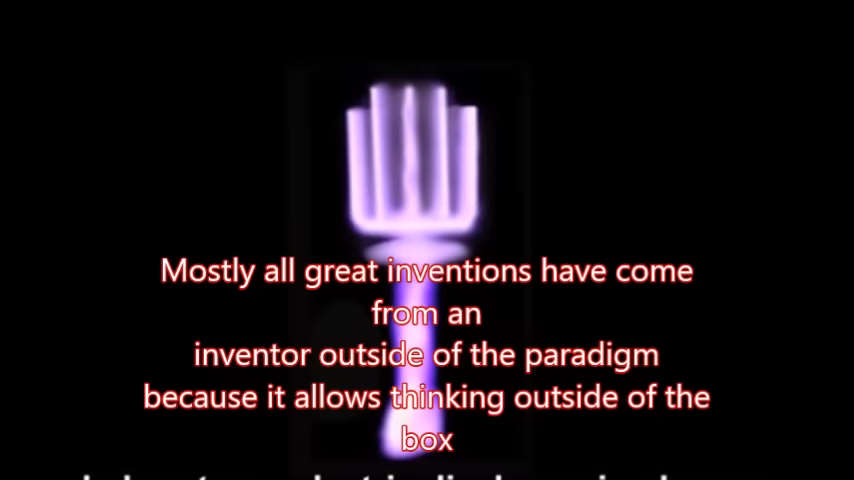 Mostly all great inventions have come
from an
inventor outside of the paradigm
because it allows thinking outside of the
box